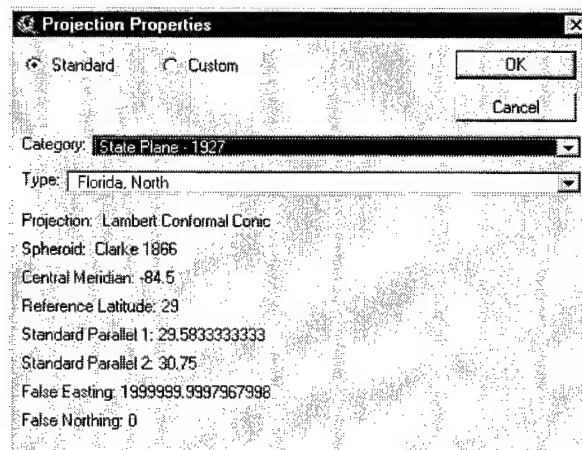 Projection Properties
Standard
Custom
OK
Cancel
Category: State Plane - 1927
Type: Florida, North
Projection: Lambert Conformal Conic
Spheroid: Clarke 1866
Central Meridian: -84.5
Reference Latitude: 29
Standard Parallel 1: 29.5833333333
Standard Parallel 2: 30.75
False Easting: 1999999.9997967998
False Northing: 0